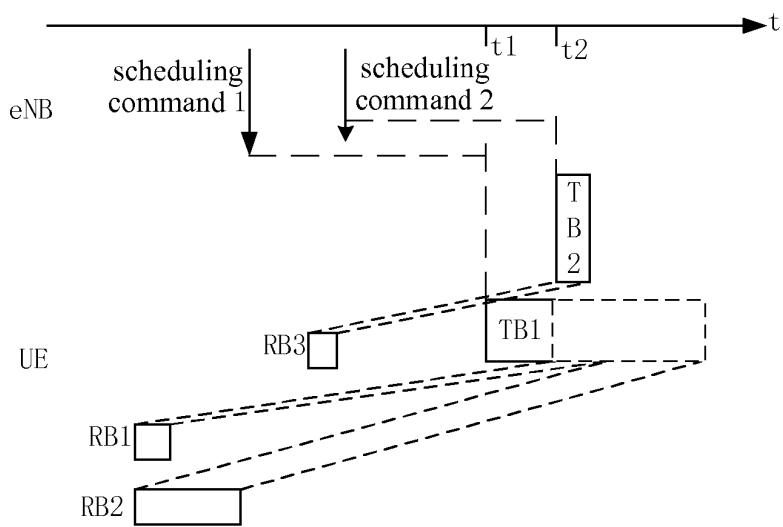 t
t1
t2
scheduling
command 1
scheduling
command 2
eNB
T
B
2
RB3
TB1
UE
RB1
RB2